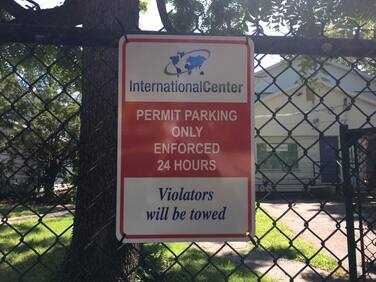 InternationalCenter
PERMIT PARKING
ONLY
ENFORCED
24 HOURS
Violators
will be towed